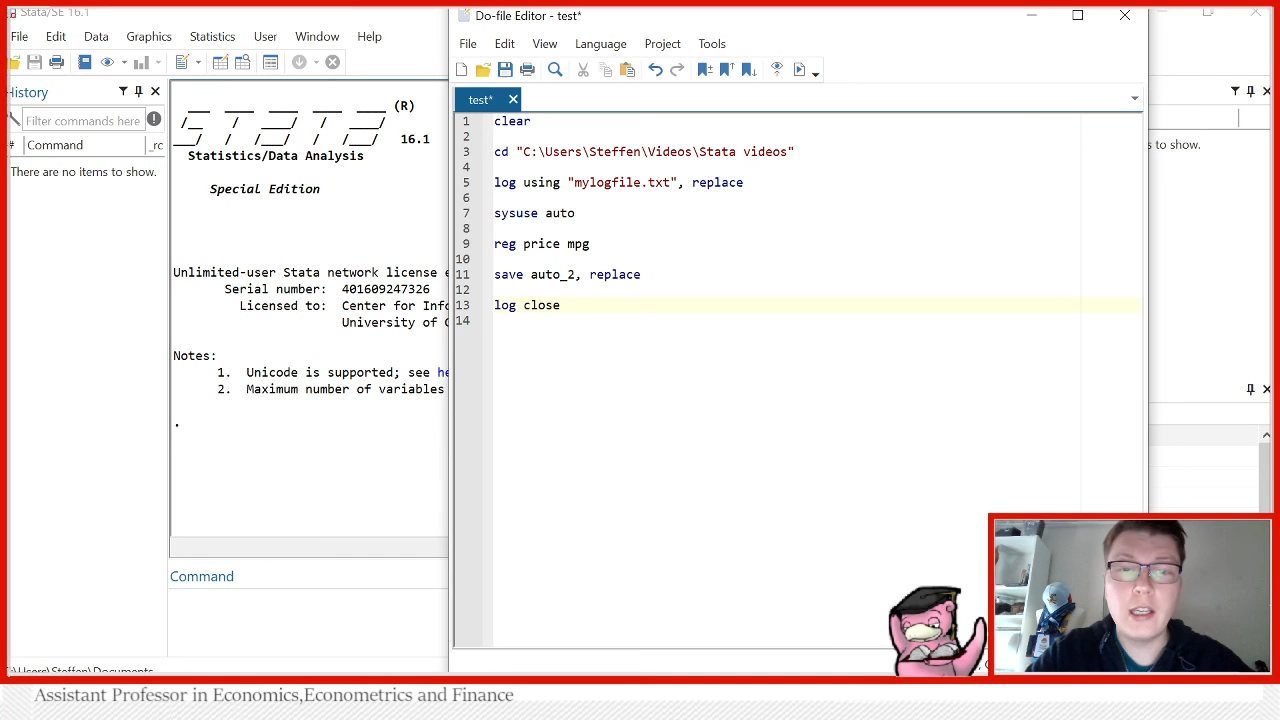 Stata/SE 16.1
File Edit Data Graphics Statistics User Window Help
History
Filter commands here
# Command _rc
There are no items to show.
(R)
16.1
Statistics/Data Analysis
Special Edition
Unlimited-user Stata network license e
Serial number: 401609247326
Licensed to: Center for Info
University of C
Notes:
1. Unicode is supported; see he
2. Maximum number of variables
.
Command
C:\Users\Steffen\Documents
Do-file Editor - test*
File Edit View Language Project Tools
test*
1 clear
2
3 cd "C:\Users\Steffen\Videos\Stata videos"
4
5 log using "mylogfile.txt", replace
6
7 sysuse auto
8
9 reg price mpg
10
11 save auto_2, replace
12
13 log close
14
s to show.
Assistant Professor in Economics,Econometrics and Finance